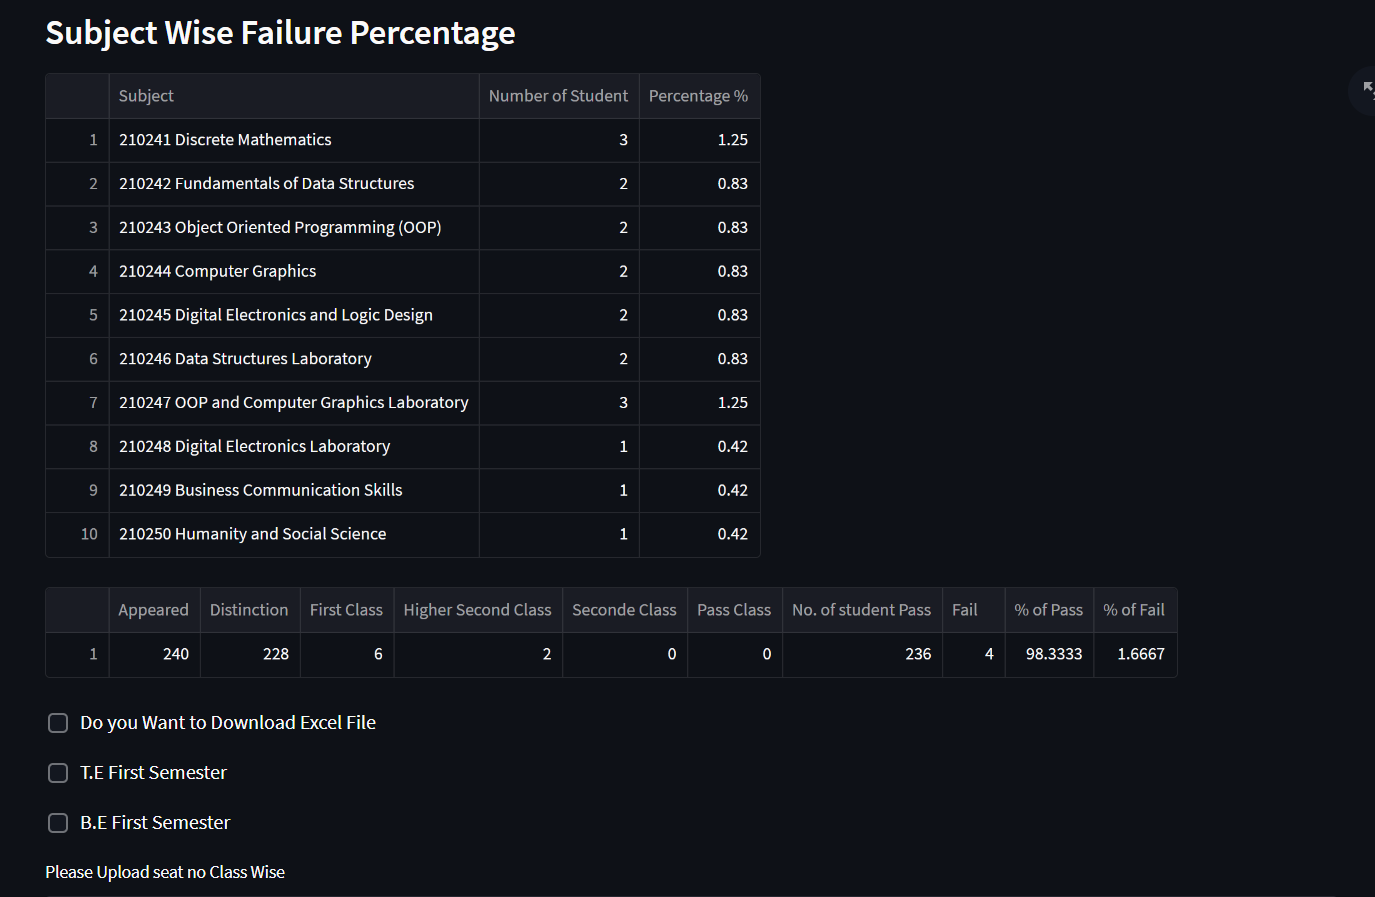 Subject Wise Failure Percentage
Subject Number of Student Percentage %
1 210241 Discrete Mathematics 3 1.25
2 210242 Fundamentals of Data Structures 2 0.83
3 210243 Object Oriented Programming (OOP) 2 0.83
4 210244 Computer Graphics 2 0.83
5 210245 Digital Electronics and Logic Design 2 0.83
6 210246 Data Structures Laboratory 2 0.83
7 210247 OOP and Computer Graphics Laboratory 3 1.25
8 210248 Digital Electronics Laboratory 1 0.42
9 210249 Business Communication Skills 1 0.42
10 210250 Humanity and Social Science 1 0.42
Appeared Distinction First Class Higher Second Class Seconde Class Pass Class No. of student Pass Fail % of Pass % of Fail
1 240 228 6 2 0 0 236 4 98.3333 1.6667
Do you Want to Download Excel File
T.E First Semester
B.E First Semester
Please Upload seat no Class Wise